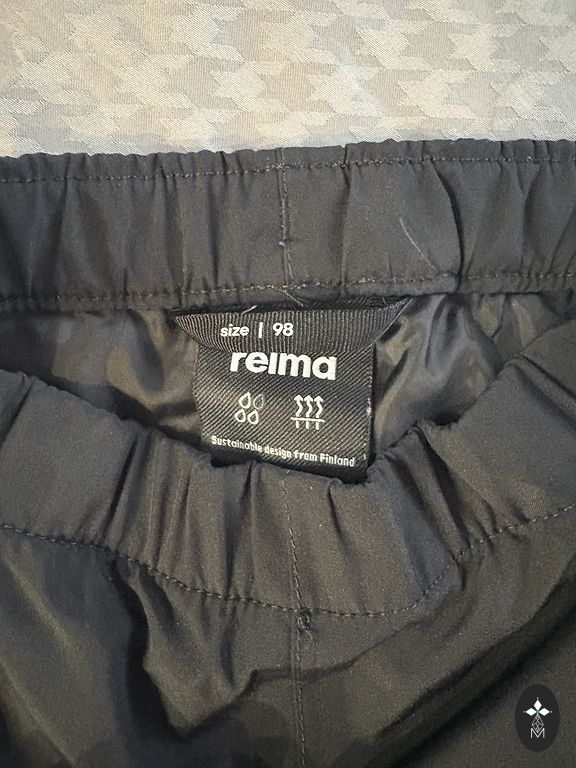 size | 98
reima
Sustainable design from Finland